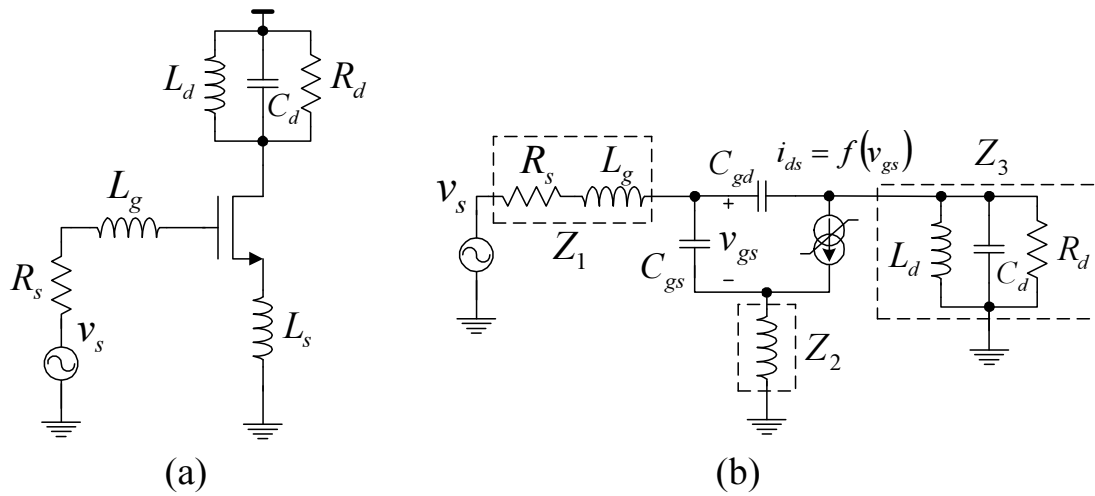 L_d
C_d
R_d
L_g
R_s
v_s
L_s
(a)
v_s
R_s
L_g
Z_1
C_gd
i_ds = f(v_gs)
Z_3
+
v_gs
−
C_gs
L_d
C_d
R_d
Z_2
(b)